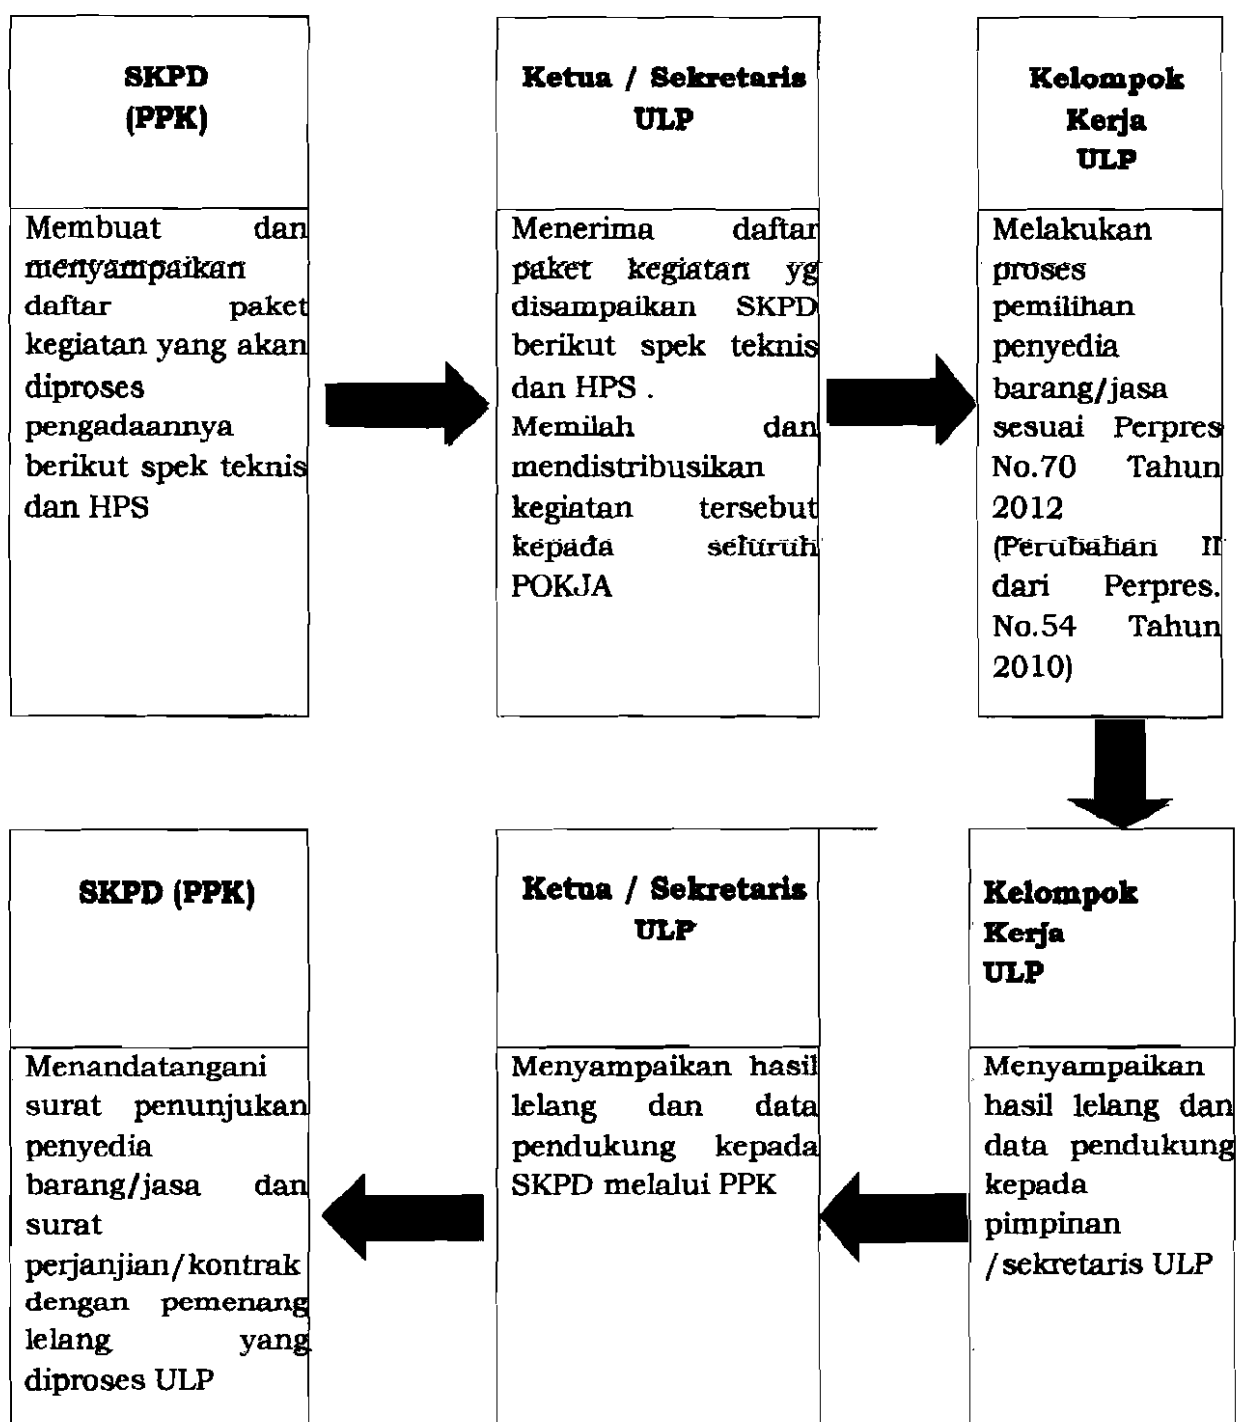 SKPD
(PPK)
Membuat dan
menyampaikan
daftar paket
kegiatan yang akan
diproses
pengadaannya
berikut spek teknis
dan HPS
Ketua / Sekretaris
ULP
Menerima daftar
paket kegiatan yg
disampaikan SKPD
berikut spek teknis
dan HPS .
Memilah dan
mendistribusikan
kegiatan tersebut
kepada seluruh
POKJA
Kelompok
Kerja
ULP
Melakukan
proses
pemilihan
penyedia
barang/jasa
sesuai Perpres
No.70 Tahun
2012
(Perubahan II
dari Perpres.
No.54 Tahun
2010)
Kelompok
Kerja
ULP
Menyampaikan
hasil lelang dan
data pendukung
kepada
pimpinan
/sekretaris ULP
Ketua / Sekretaris
ULP
Menyampaikan hasil
lelang dan data
pendukung kepada
SKPD melalui PPK
SKPD (PPK)
Menandatangani
surat penunjukan
penyedia
barang/jasa dan
surat
perjanjian/kontrak
dengan pemenang
lelang yang
diproses ULP